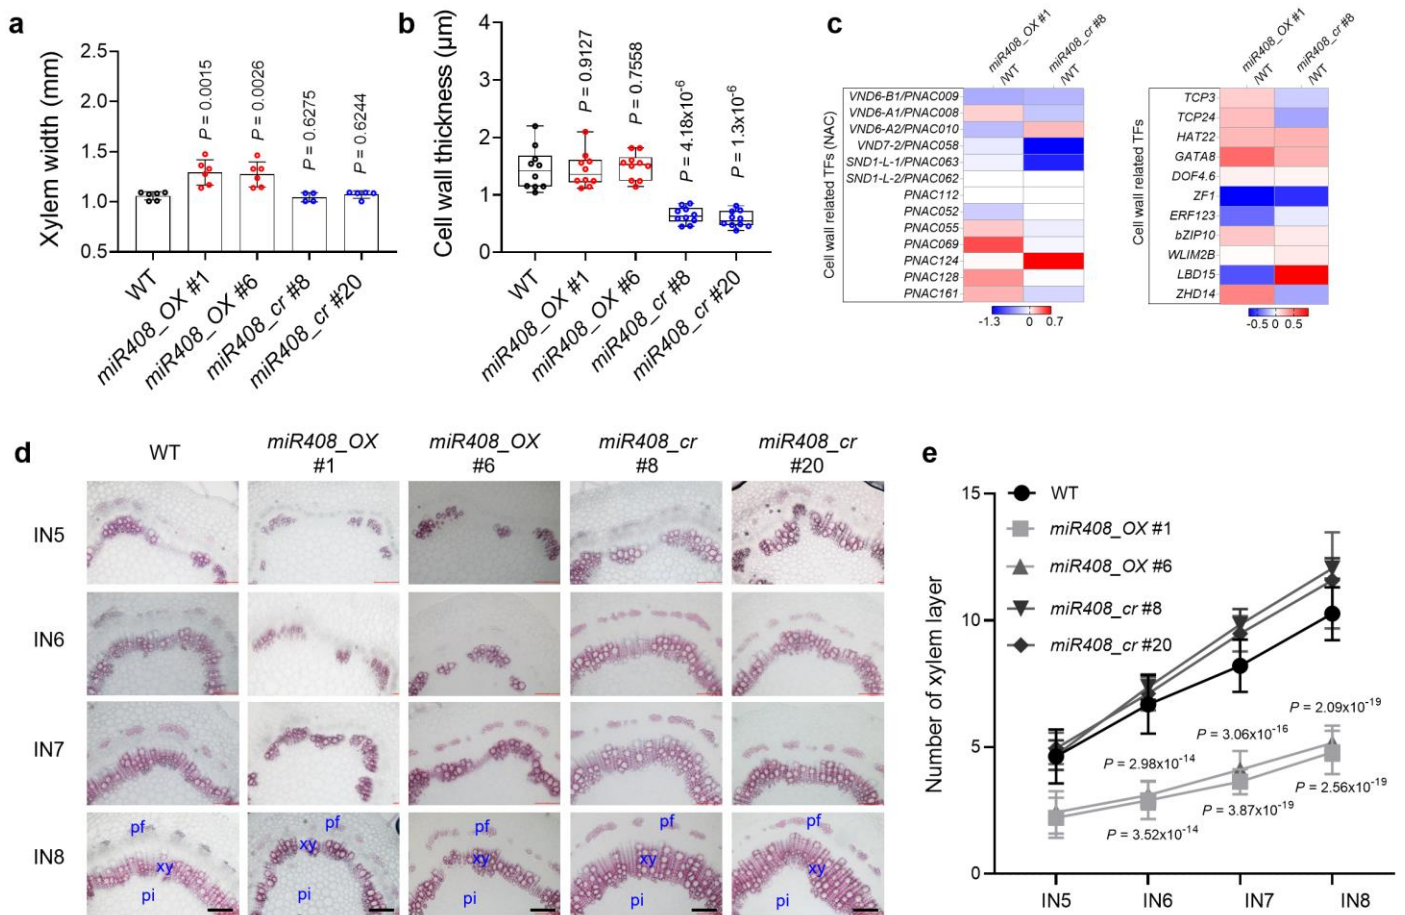 a
Xylem width (mm)
2.5
2.0
1.5
1.0
0.5
P = 0.0015
P = 0.0026
P = 0.6275
P = 0.6244
WT
miR408_OX #1
miR408_OX #6
miR408_cr #8
miR408_cr #20
b
Cell wall thickness (μm)
4
3
2
1
0
P = 0.9127
P = 0.7558
P = 4.18x10-6
P = 1.3x10-6
WT
miR408_OX #1
miR408_OX #6
miR408_cr #8
miR408_cr #20
c
miR408_OX #1
/WT
miR408_cr #8
/WT
Cell wall related TFs (NAC)
VND6-B1/PNAC009
VND6-A1/PNAC008
VND6-A2/PNAC010
VND7-2/PNAC058
SND1-L-1/PNAC063
SND1-L-2/PNAC062
PNAC112
PNAC052
PNAC055
PNAC069
PNAC124
PNAC128
PNAC161
-1.3 0 0.7
miR408_OX #1
/WT
miR408_cr #8
/WT
Cell wall related TFs
TCP3
TCP24
HAT22
GATA8
DOF4.6
ZF1
ERF123
bZIP10
WLIM2B
LBD15
ZHD14
-0.5 0 0.5
d
WT
miR408_OX
#1
miR408_OX
#6
miR408_cr
#8
miR408_cr
#20
IN5
IN6
IN7
IN8
pf
xy
pi
pf
xy
pi
pf
xy
pi
pf
xy
pi
pf
xy
pi
e
Number of xylem layer
15
10
5
0
WT
miR408_OX #1
miR408_OX #6
miR408_cr #8
miR408_cr #20
P = 2.09x10-19
P = 3.06x10-16
P = 2.98x10-14
P = 2.56x10-19
P = 3.87x10-19
P = 3.52x10-14
IN5 IN6 IN7 IN8